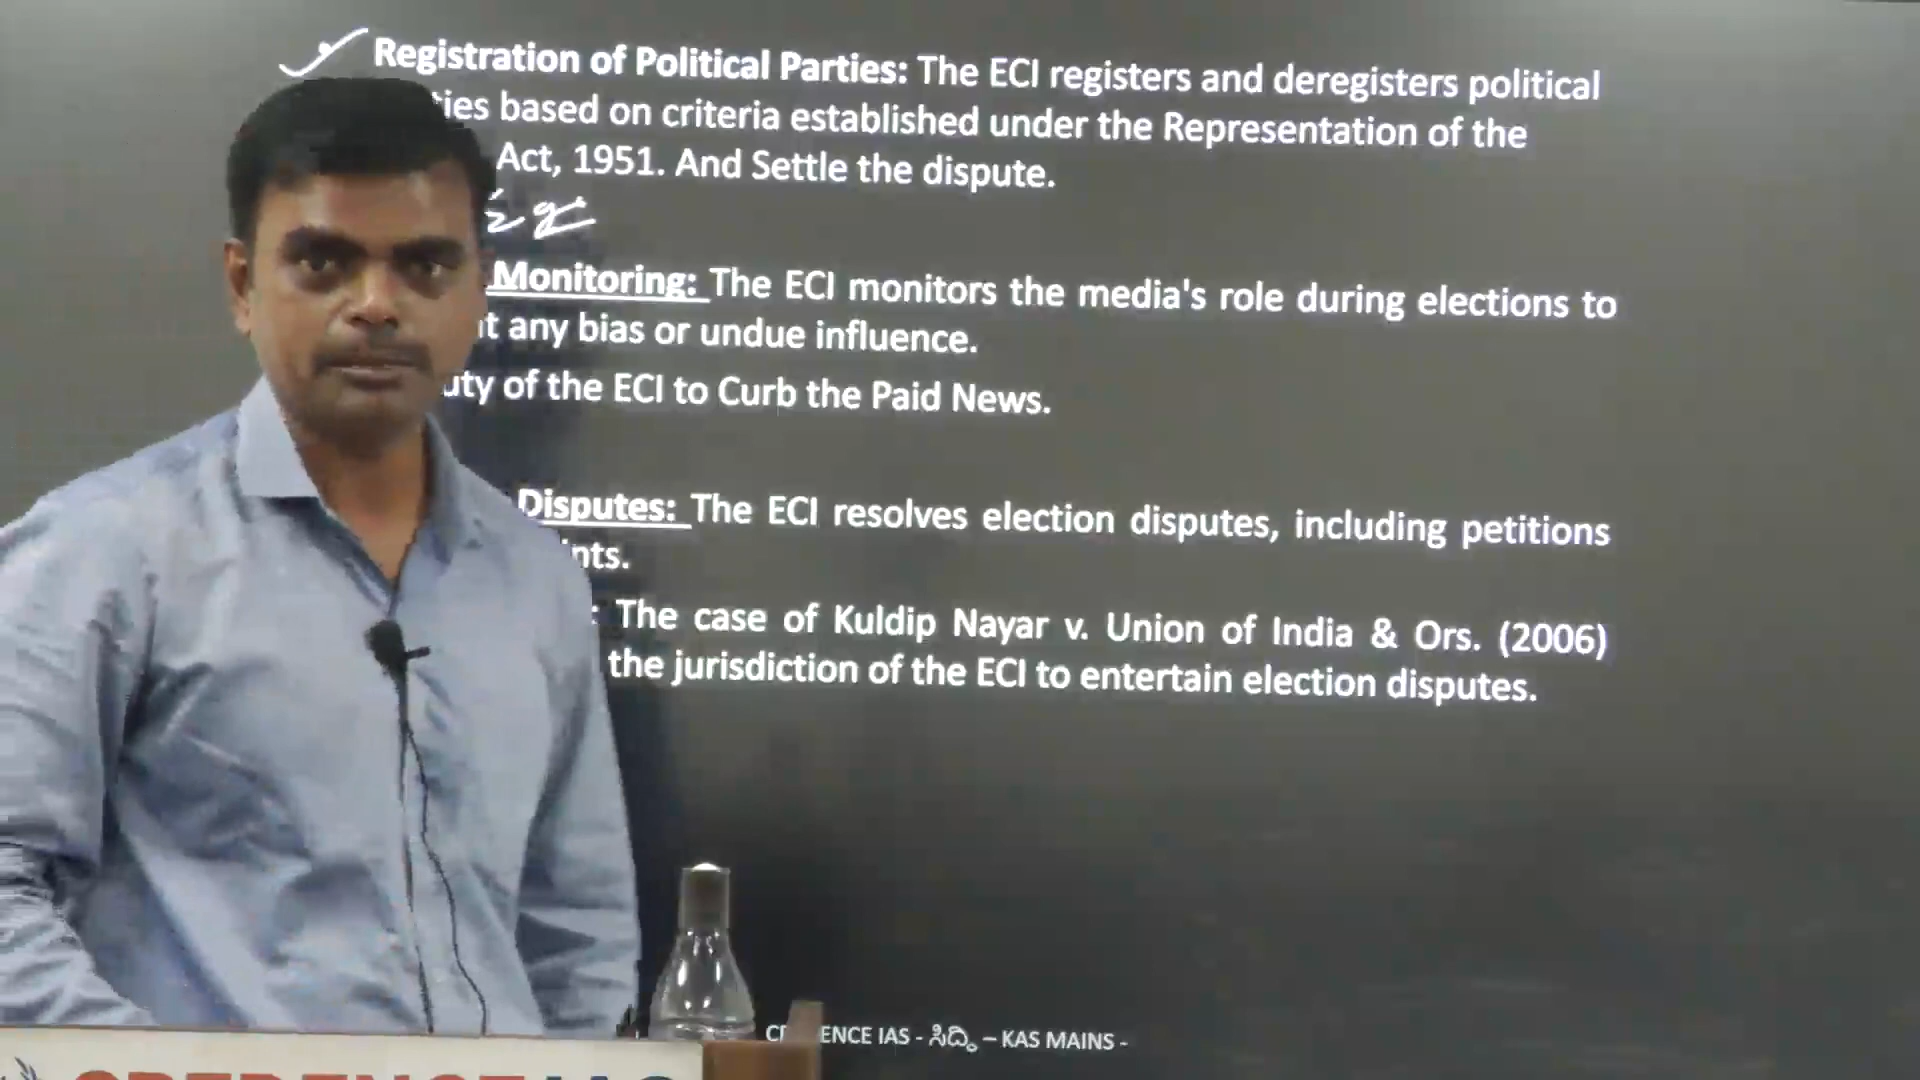 Registration of Political Parties: The ECI registers and deregisters political
ties based on criteria established under the Representation of the
Act, 1951. And Settle the dispute.
Monitoring: The ECI monitors the media's role during elections to
t any bias or undue influence.
uty of the ECI to Curb the Paid News.
Disputes: The ECI resolves election disputes, including petitions
nts.
: The case of Kuldip Nayar v. Union of India & Ors. (2006)
the jurisdiction of the ECI to entertain election disputes.
ENCE IAS - ಸಿದ್ಧಿ – KAS MAINS -